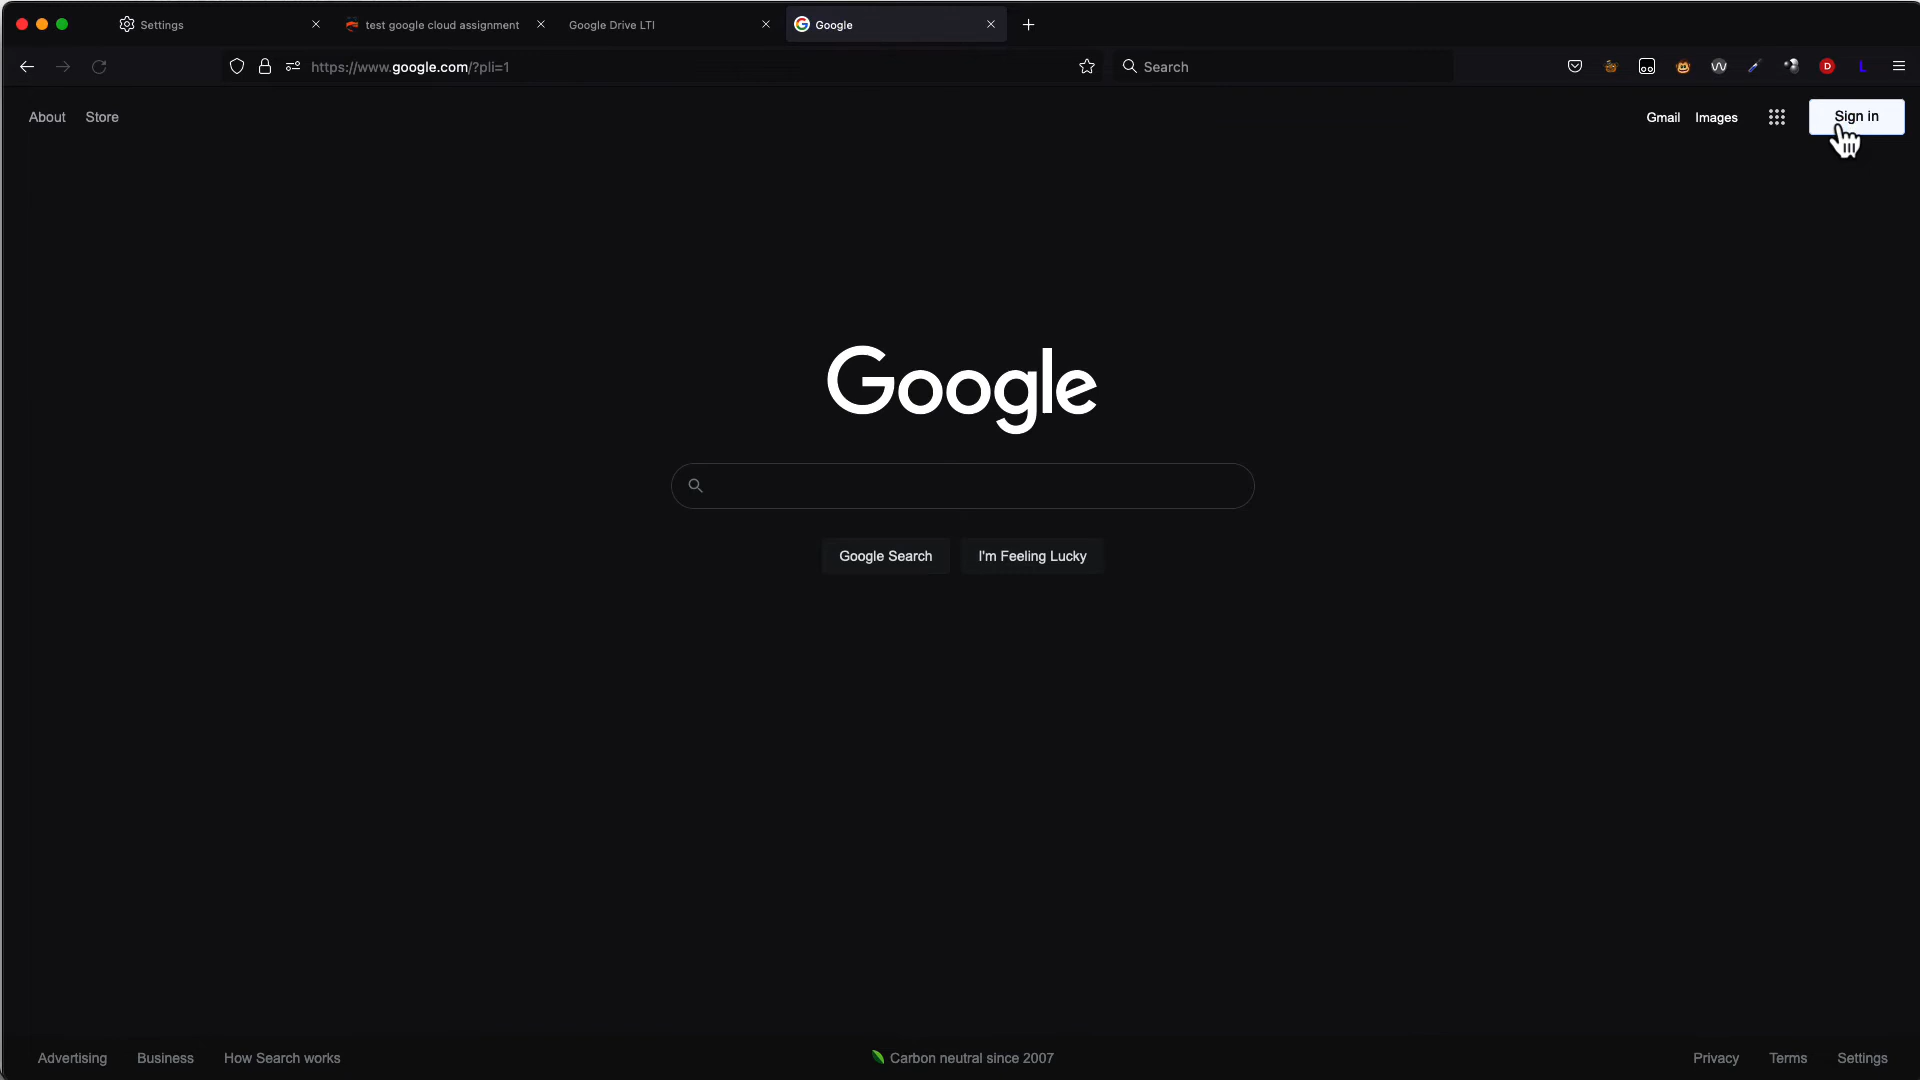 Settings
test google cloud assignment
Google Drive LTI
Google
https://www.google.com/?pli=1
Search
D
L
About
Store
Gmail
Images
Sign in
Google
Google Search
I'm Feeling Lucky
Advertising
Business
How Search works
Carbon neutral since 2007
Privacy
Terms
Settings